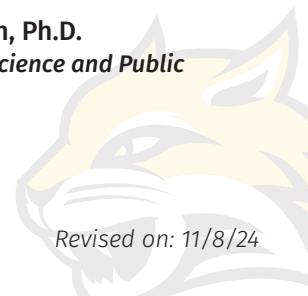 n, Ph.D.
cience and Public
Revised on: 11/8/24